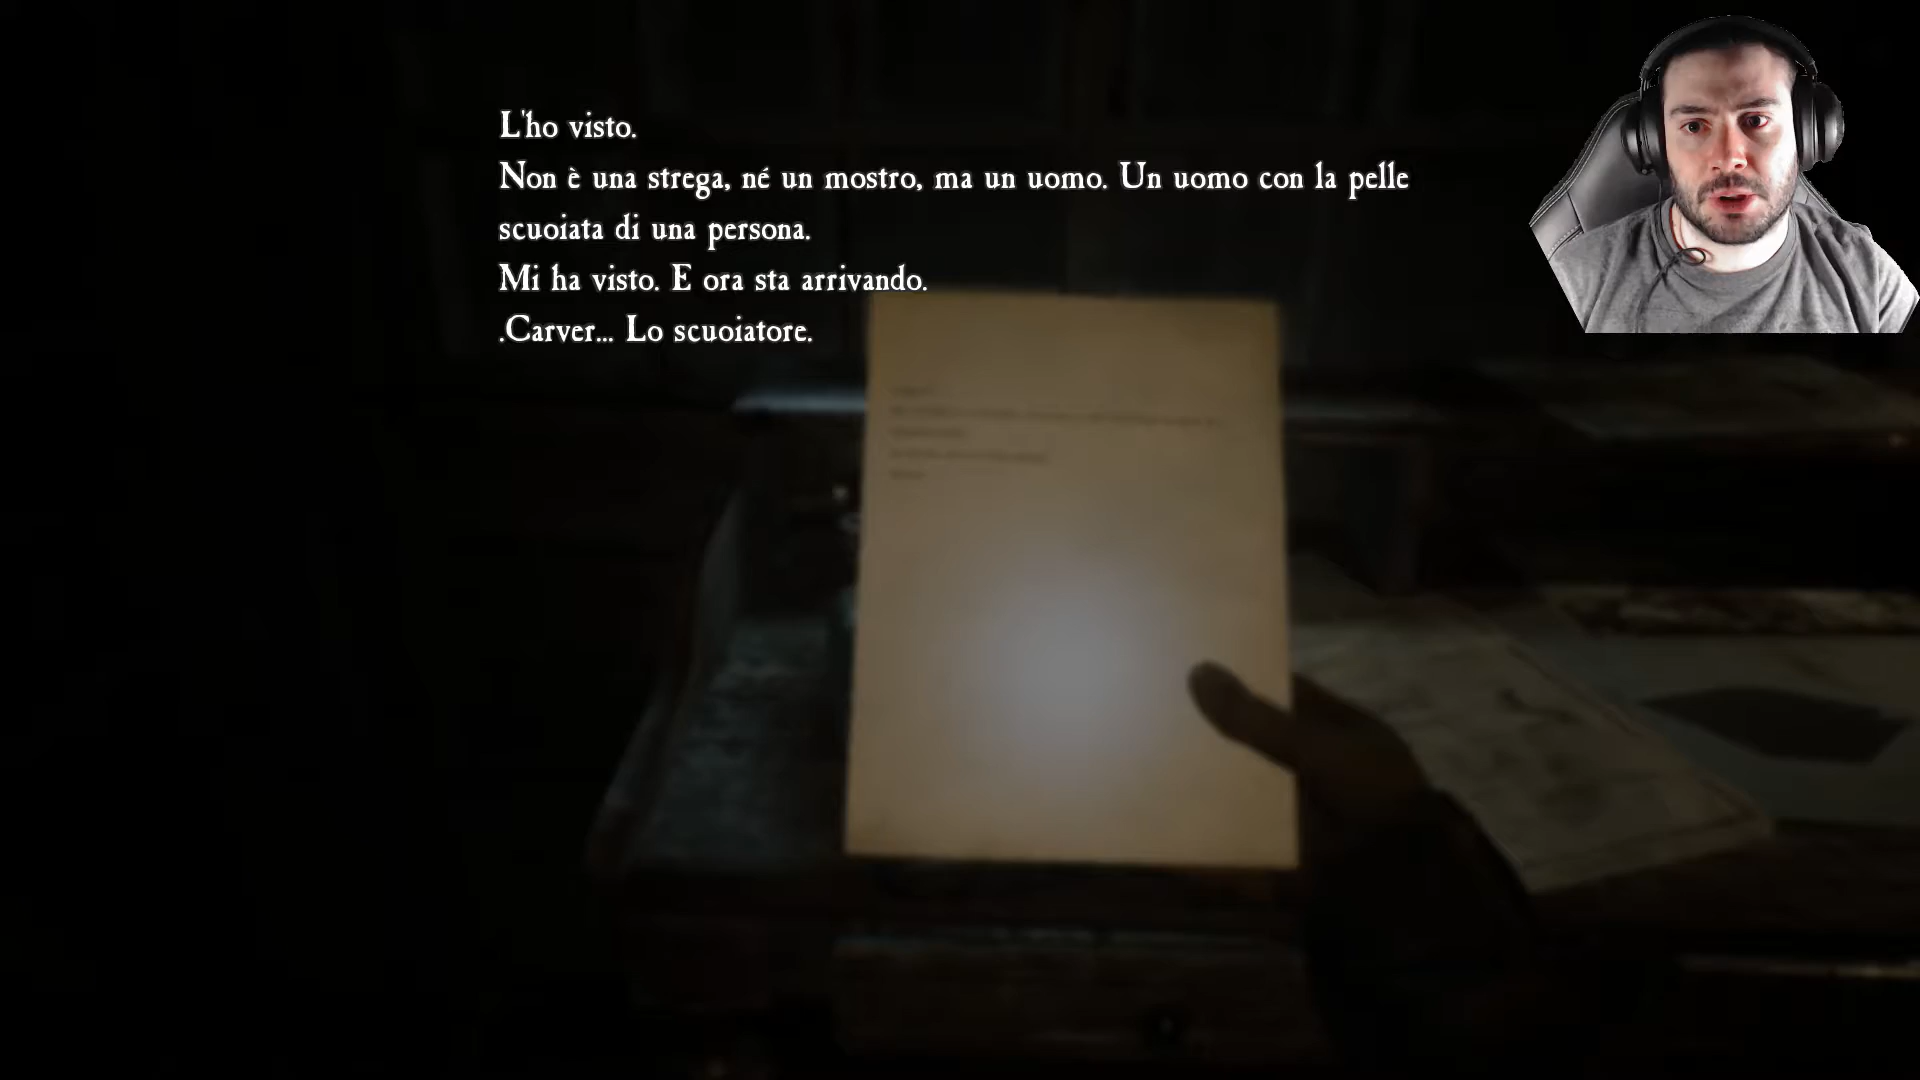 L'ho visto.
Non è una strega, né un mostro, ma un uomo. Un uomo con la pelle
scuoiata di una persona.
Mi ha visto. E ora sta arrivando.
.Carver... Lo scuoiatore.